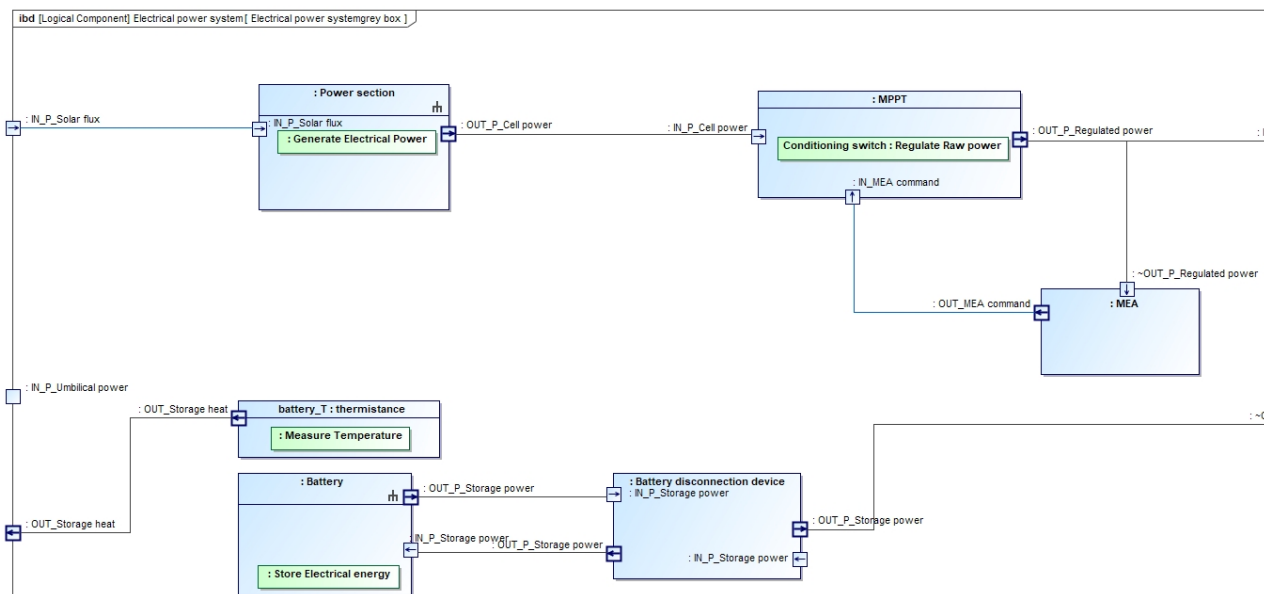 ibd [Logical Component] Electrical power system[ Electrical power systemgrey box ]
: Power section
: MPPT
: IN_P_Solar flux
: IN_P_Solar flux
: OUT_P_Cell power
: IN_P_Cell power
: OUT_P_Regulated power
: Generate Electrical Power
Conditioning switch : Regulate Raw power
: IN_MEA command
: ~OUT_P_Regulated power
: OUT_MEA command
: MEA
: IN_P_Umbilical power
: OUT_Storage heat
battery_T : thermistance
: Measure Temperature
: Battery
: Battery disconnection device
: OUT_P_Storage power
: IN_P_Storage power
: OUT_Storage heat
: OUT_P_Storage power
: IN_P_Storage power
: OUT_P_Storage power
: IN_P_Storage power
: Store Electrical energy